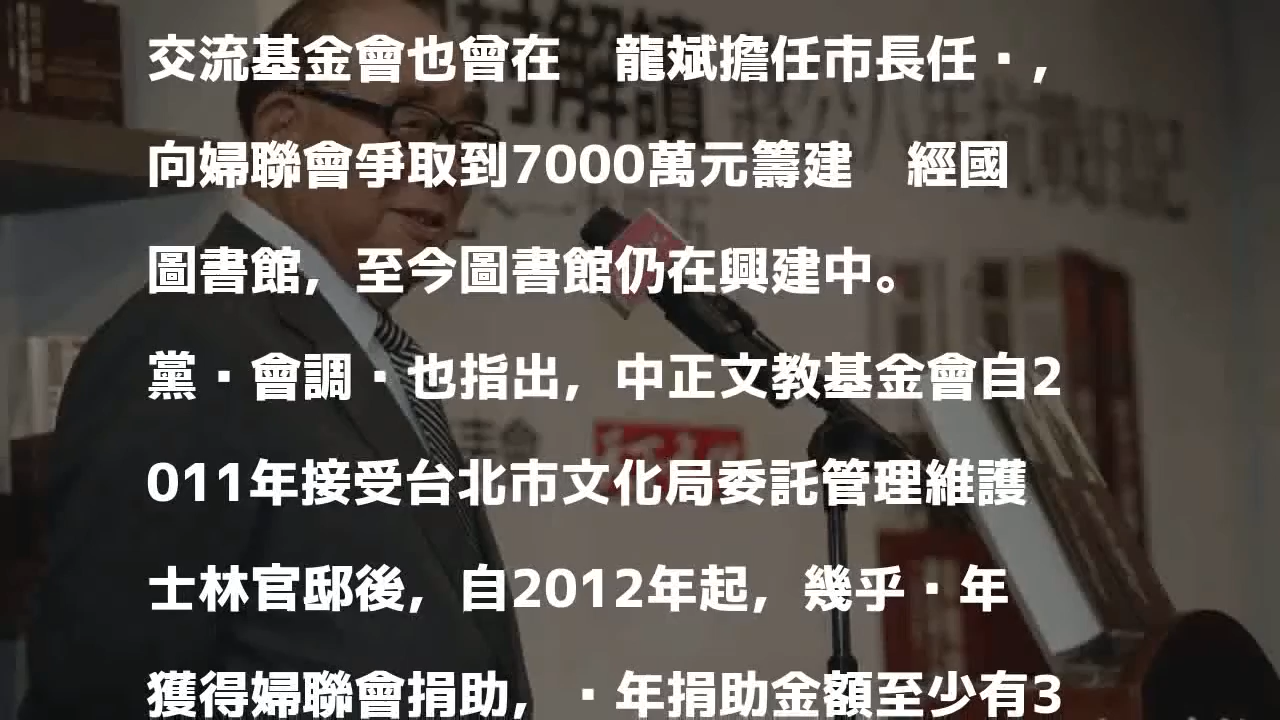 交流基金會也曾在 龍斌擔任市長任▪,
向婦聯會爭取到7000萬元籌建 經國
圖書館,至今圖書館仍在興建中。
黨▪會調▪也指出,中正文教基金會自2
011年接受台北市文化局委託管理維護
士林官邸後,自2012年起,幾乎▪年
獲得婦聯會捐助, ▪年捐助金額至少有3
村解讀